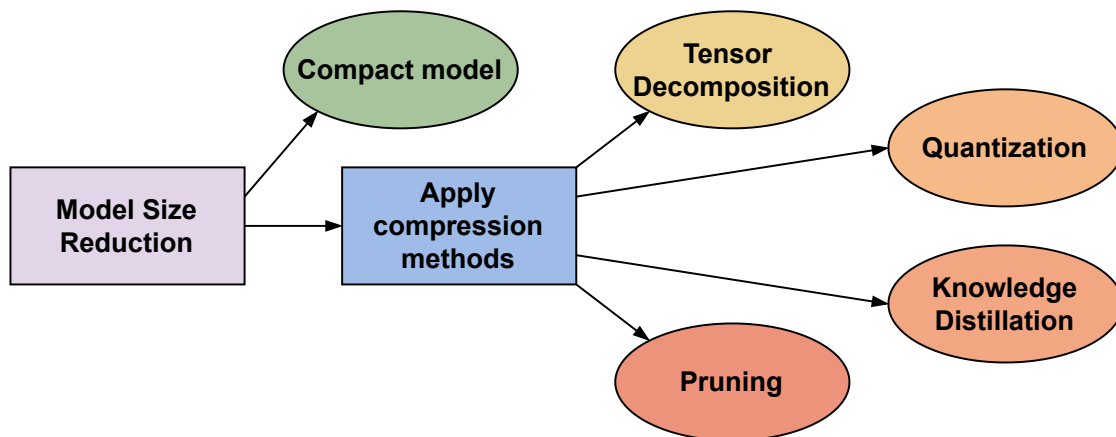 Compact model
Tensor
Decomposition
Quantization
Model Size
Reduction
Apply
compression
methods
Knowledge
Distillation
Pruning